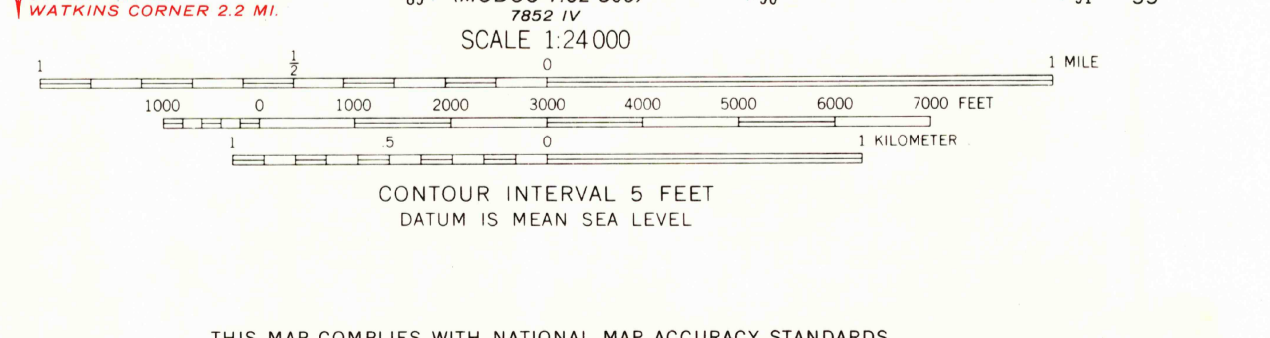 WATKINS CORNER 2.2 MI.
7852 IV
SCALE 1:24 000
1 1/2 0 1 MILE
1000 0 1000 2000 3000 4000 5000 6000 7000 FEET
1 .5 0 1 KILOMETER
CONTOUR INTERVAL 5 FEET
DATUM IS MEAN SEA LEVEL
THIS MAP COMPLIES WITH NATIONAL MAP ACCURACY STANDARDS